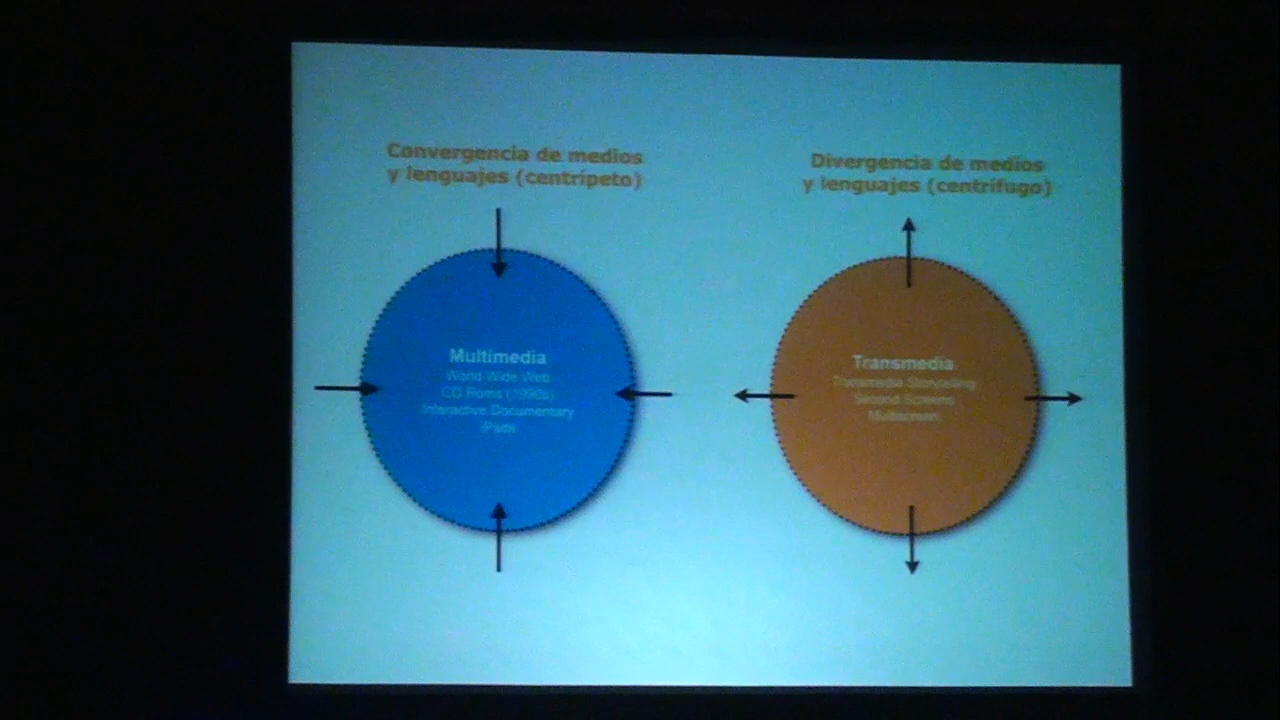 Convergencia de medios
y lenguajes (centrípeto)
Divergencia de medios
y lenguajes (centrífugo)
Multimedia
World Wide Web
CD Roms (1990s)
Interactive Documentary
iPads
Transmedia
Transmedia Storytelling
Second Screens
Multiscreen